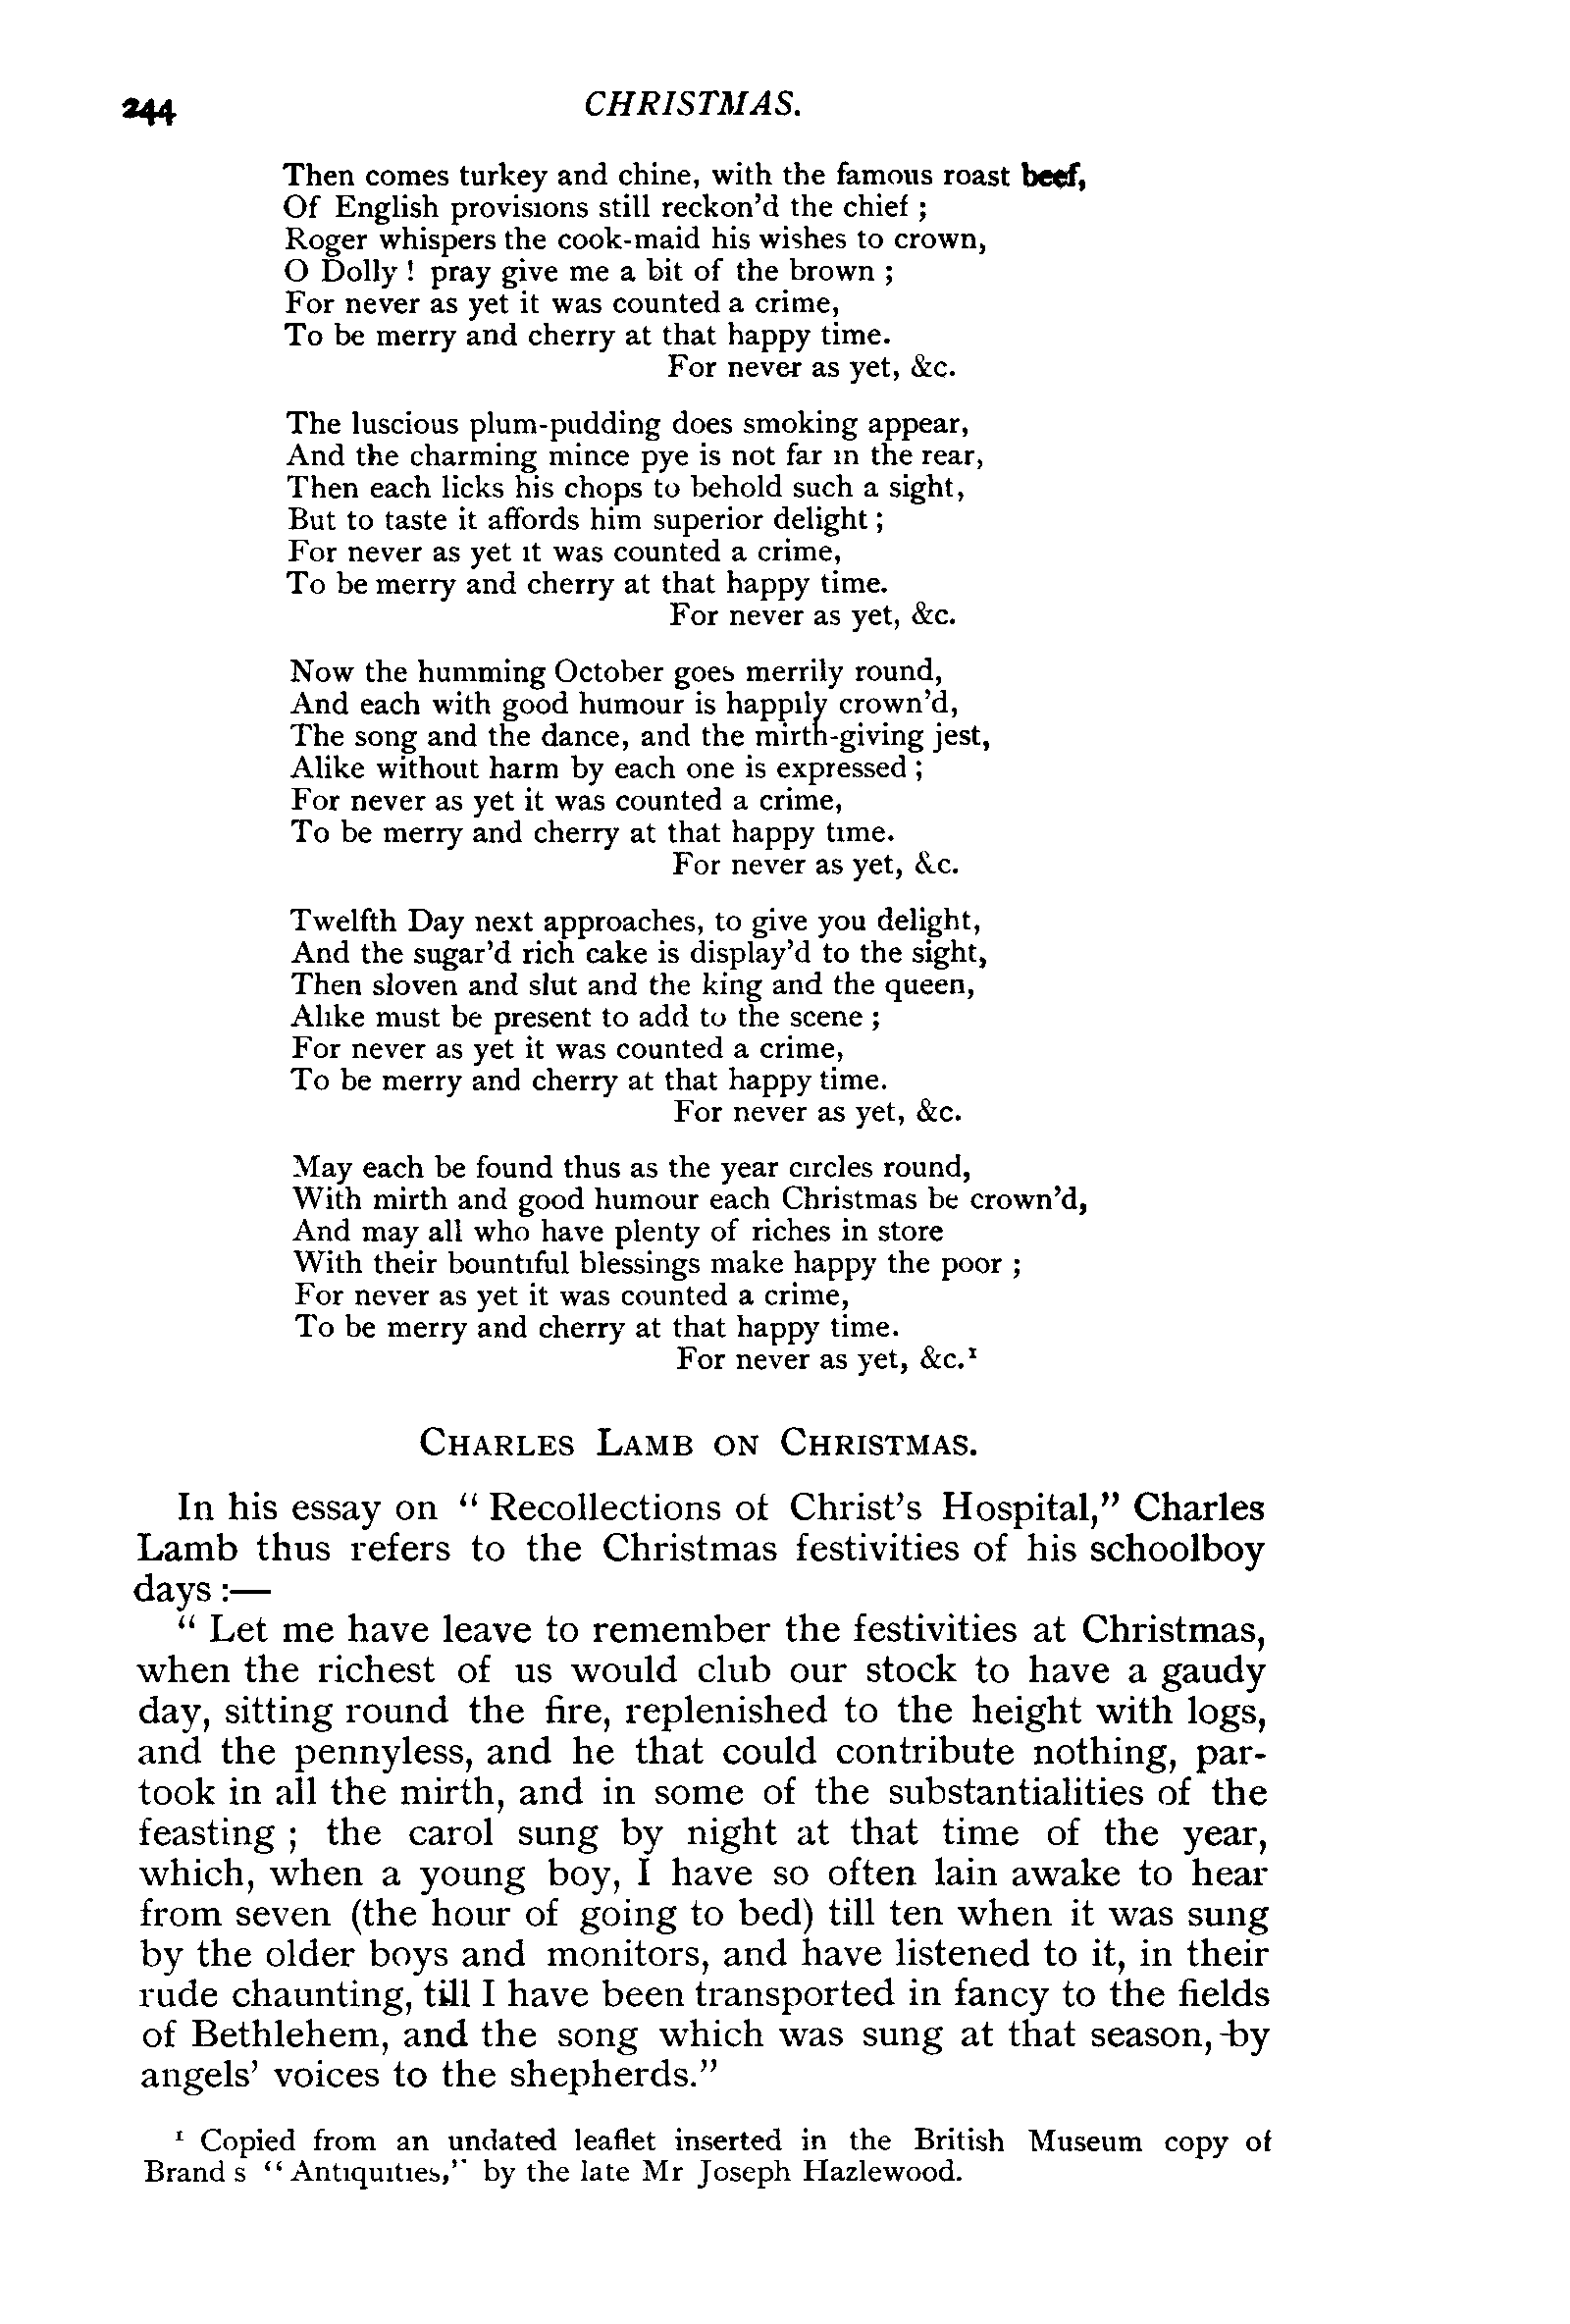 244 CHRISTMAS.
Then comes turkey and chine, with the famous roast beef,
Of English provisions still reckon'd the chief ;
Roger whispers the cook-maid his wishes to crown,
O Dolly ! pray give me a bit of the brown ;
For never as yet it was counted a crime,
To be merry and cherry at that happy time.
For never as yet, &c.
The luscious plum-pudding does smoking appear,
And the charming mince pye is not far in the rear,
Then each licks his chops to behold such a sight,
But to taste it affords him superior delight ;
For never as yet it was counted a crime,
To be merry and cherry at that happy time.
For never as yet, &c.
Now the humming October goes merrily round,
And each with good humour is happily crown'd,
The song and the dance, and the mirth-giving jest,
Alike without harm by each one is expressed ;
For never as yet it was counted a crime,
To be merry and cherry at that happy time.
For never as yet, &c.
Twelfth Day next approaches, to give you delight,
And the sugar'd rich cake is display'd to the sight,
Then sloven and slut and the king and the queen,
Alike must be present to add to the scene ;
For never as yet it was counted a crime,
To be merry and cherry at that happy time.
For never as yet, &c.
May each be found thus as the year circles round,
With mirth and good humour each Christmas be crown'd,
And may all who have plenty of riches in store
With their bountiful blessings make happy the poor ;
For never as yet it was counted a crime,
To be merry and cherry at that happy time.
For never as yet, &c.¹
CHARLES LAMB ON CHRISTMAS.
In his essay on “ Recollections of Christ's Hospital,” Charles
Lamb thus refers to the Christmas festivities of his schoolboy
days :—
“ Let me have leave to remember the festivities at Christmas,
when the richest of us would club our stock to have a gaudy
day, sitting round the fire, replenished to the height with logs,
and the pennyless, and he that could contribute nothing, par-
took in all the mirth, and in some of the substantialities of the
feasting ; the carol sung by night at that time of the year,
which, when a young boy, I have so often lain awake to hear
from seven (the hour of going to bed) till ten when it was sung
by the older boys and monitors, and have listened to it, in their
rude chaunting, till I have been transported in fancy to the fields
of Bethlehem, and the song which was sung at that season, by
angels' voices to the shepherds.”
¹ Copied from an undated leaflet inserted in the British Museum copy of
Brand s “ Antiquities,” by the late Mr Joseph Hazlewood.